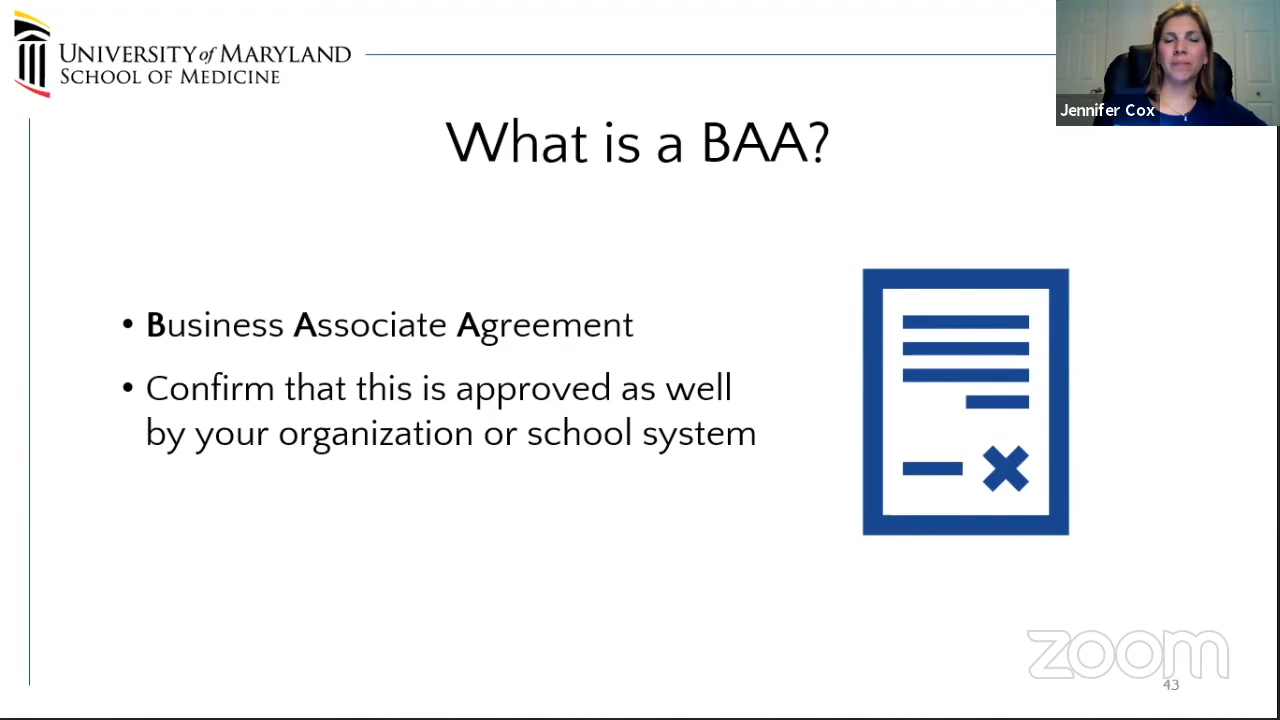 UNIVERSITY of MARYLAND
SCHOOL OF MEDICINE
Jennifer Cox
What is a BAA?
• Business Associate Agreement
• Confirm that this is approved as well
by your organization or school system
zoom
43